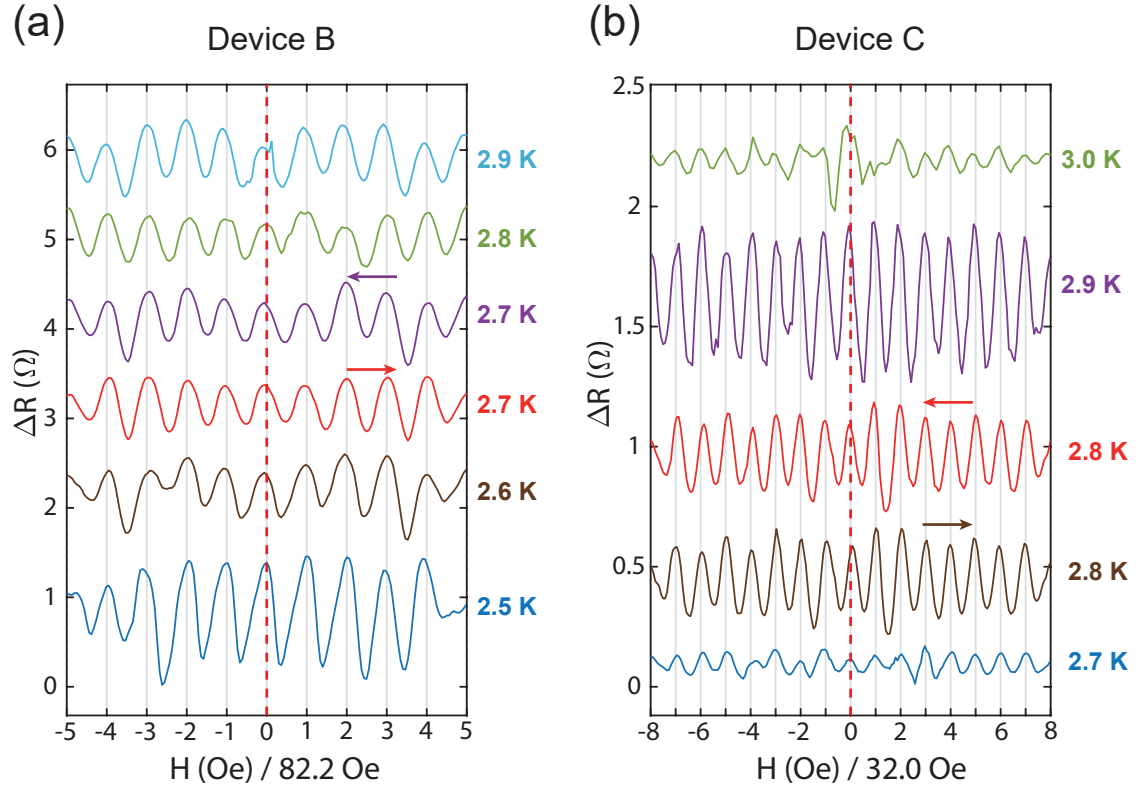 (a)
Device B
ΔR (Ω)
6
5
4
3
2
1
0
2.9 K
2.8 K
2.7 K
2.7 K
2.6 K
2.5 K
-5 -4 -3 -2 -1 0 1 2 3 4 5
H (Oe) / 82.2 Oe
(b)
Device C
ΔR (Ω)
2.5
2
1.5
1
0.5
0
3.0 K
2.9 K
2.8 K
2.8 K
2.7 K
-8 -6 -4 -2 0 2 4 6 8
H (Oe) / 32.0 Oe